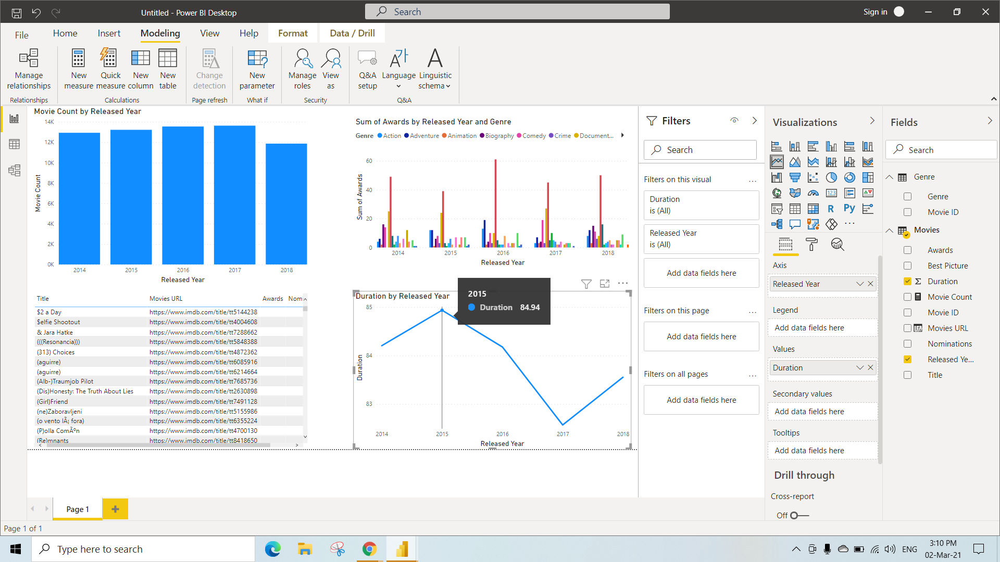 Untitled - Power BI Desktop
Search
Sign in
File
Home
Insert
Modeling
View
Help
Format
Data / Drill
Manage relationships
New measure
Quick measure
New column
New table
Change detection
New parameter
Manage roles
View as
Q&A setup
Language
Linguistic schema
Relationships
Calculations
Page refresh
What if
Security
Q&A
Movie Count by Released Year
14K
12K
10K
8K
6K
4K
2K
0K
Movie Count
2014 2015 2016 2017 2018
Released Year
Sum of Awards by Released Year and Genre
Genre Action Adventure Animation Biography Comedy Crime Document...
60
40
20
0
Sum of Awards
2014 2015 2016 2017 2018
Released Year
Title Movies URL Awards Nomi
$2 a Day https://www.imdb.com/title/tt5144238
$elfie Shootout https://www.imdb.com/title/tt4004608
& Jara Hatke https://www.imdb.com/title/tt7288662
(((Resonancia))) https://www.imdb.com/title/tt5848388
(313) Choices https://www.imdb.com/title/tt4872362
(aguirre) https://www.imdb.com/title/tt6085916
(aguirre) https://www.imdb.com/title/tt6214664
(Alb-)Traumjob Pilot https://www.imdb.com/title/tt7685736
(Dis)Honesty: The Truth About Lies https://www.imdb.com/title/tt2630898
(Girl)Friend https://www.imdb.com/title/tt7491128
(ne)Zaboravljeni https://www.imdb.com/title/tt5155986
(o vento lÃ¡ fora) https://www.imdb.com/title/tt6355224
(P)olla ComÃºn https://www.imdb.com/title/tt4700130
(Re)mnants https://www.imdb.com/title/tt8418650
Duration by Released Year
2015
Duration 84.94
85
84
83
Duration
2014 2015 2016 2017 2018
Released Year
Filters
Search
Filters on this visual ...
Duration
is (All)
Released Year
is (All)
Add data fields here
Filters on this page ...
Add data fields here
Filters on all pages ...
Add data fields here
Visualizations
123
R
Py
...
Axis
Released Year
Legend
Add data fields here
Values
Duration
Secondary values
Add data fields here
Tooltips
Add data fields here
Drill through
Cross-report
Off
Fields
Search
Genre
Genre
Movie ID
Movies
Awards
Best Picture
Σ Duration
Movie Count
Movie ID
Movies URL
Nominations
Released Ye...
Title
Page 1
+
Page 1 of 1
Type here to search
ENG
3:10 PM
02-Mar-21